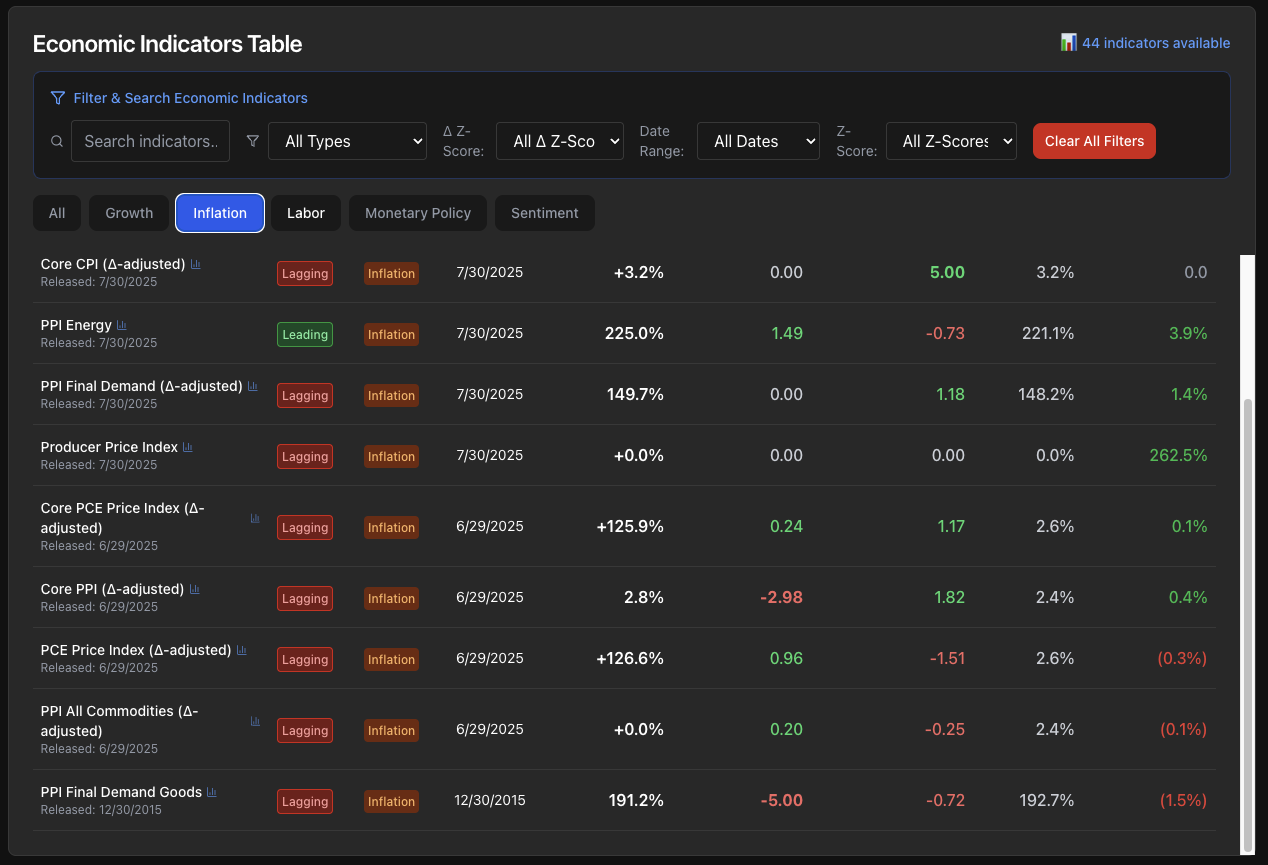 Economic Indicators Table
📊 44 indicators available
Filter & Search Economic Indicators
Search indicators..
All Types
Δ Z-
Score:
All Δ Z-Sco
Date
Range:
All Dates
Z-
Score:
All Z-Scores
Clear All Filters
All Growth Inflation Labor Monetary Policy Sentiment
Core CPI (Δ-adjusted)
Released: 7/30/2025
Lagging Inflation 7/30/2025 +3.2% 0.00 5.00 3.2% 0.0
PPI Energy
Released: 7/30/2025
Leading Inflation 7/30/2025 225.0% 1.49 -0.73 221.1% 3.9%
PPI Final Demand (Δ-adjusted)
Released: 7/30/2025
Lagging Inflation 7/30/2025 149.7% 0.00 1.18 148.2% 1.4%
Producer Price Index
Released: 7/30/2025
Lagging Inflation 7/30/2025 +0.0% 0.00 0.00 0.0% 262.5%
Core PCE Price Index (Δ-
adjusted)
Released: 6/29/2025
Lagging Inflation 6/29/2025 +125.9% 0.24 1.17 2.6% 0.1%
Core PPI (Δ-adjusted)
Released: 6/29/2025
Lagging Inflation 6/29/2025 2.8% -2.98 1.82 2.4% 0.4%
PCE Price Index (Δ-adjusted)
Released: 6/29/2025
Lagging Inflation 6/29/2025 +126.6% 0.96 -1.51 2.6% (0.3%)
PPI All Commodities (Δ-
adjusted)
Released: 6/29/2025
Lagging Inflation 6/29/2025 +0.0% 0.20 -0.25 2.4% (0.1%)
PPI Final Demand Goods
Released: 12/30/2015
Lagging Inflation 12/30/2015 191.2% -5.00 -0.72 192.7% (1.5%)